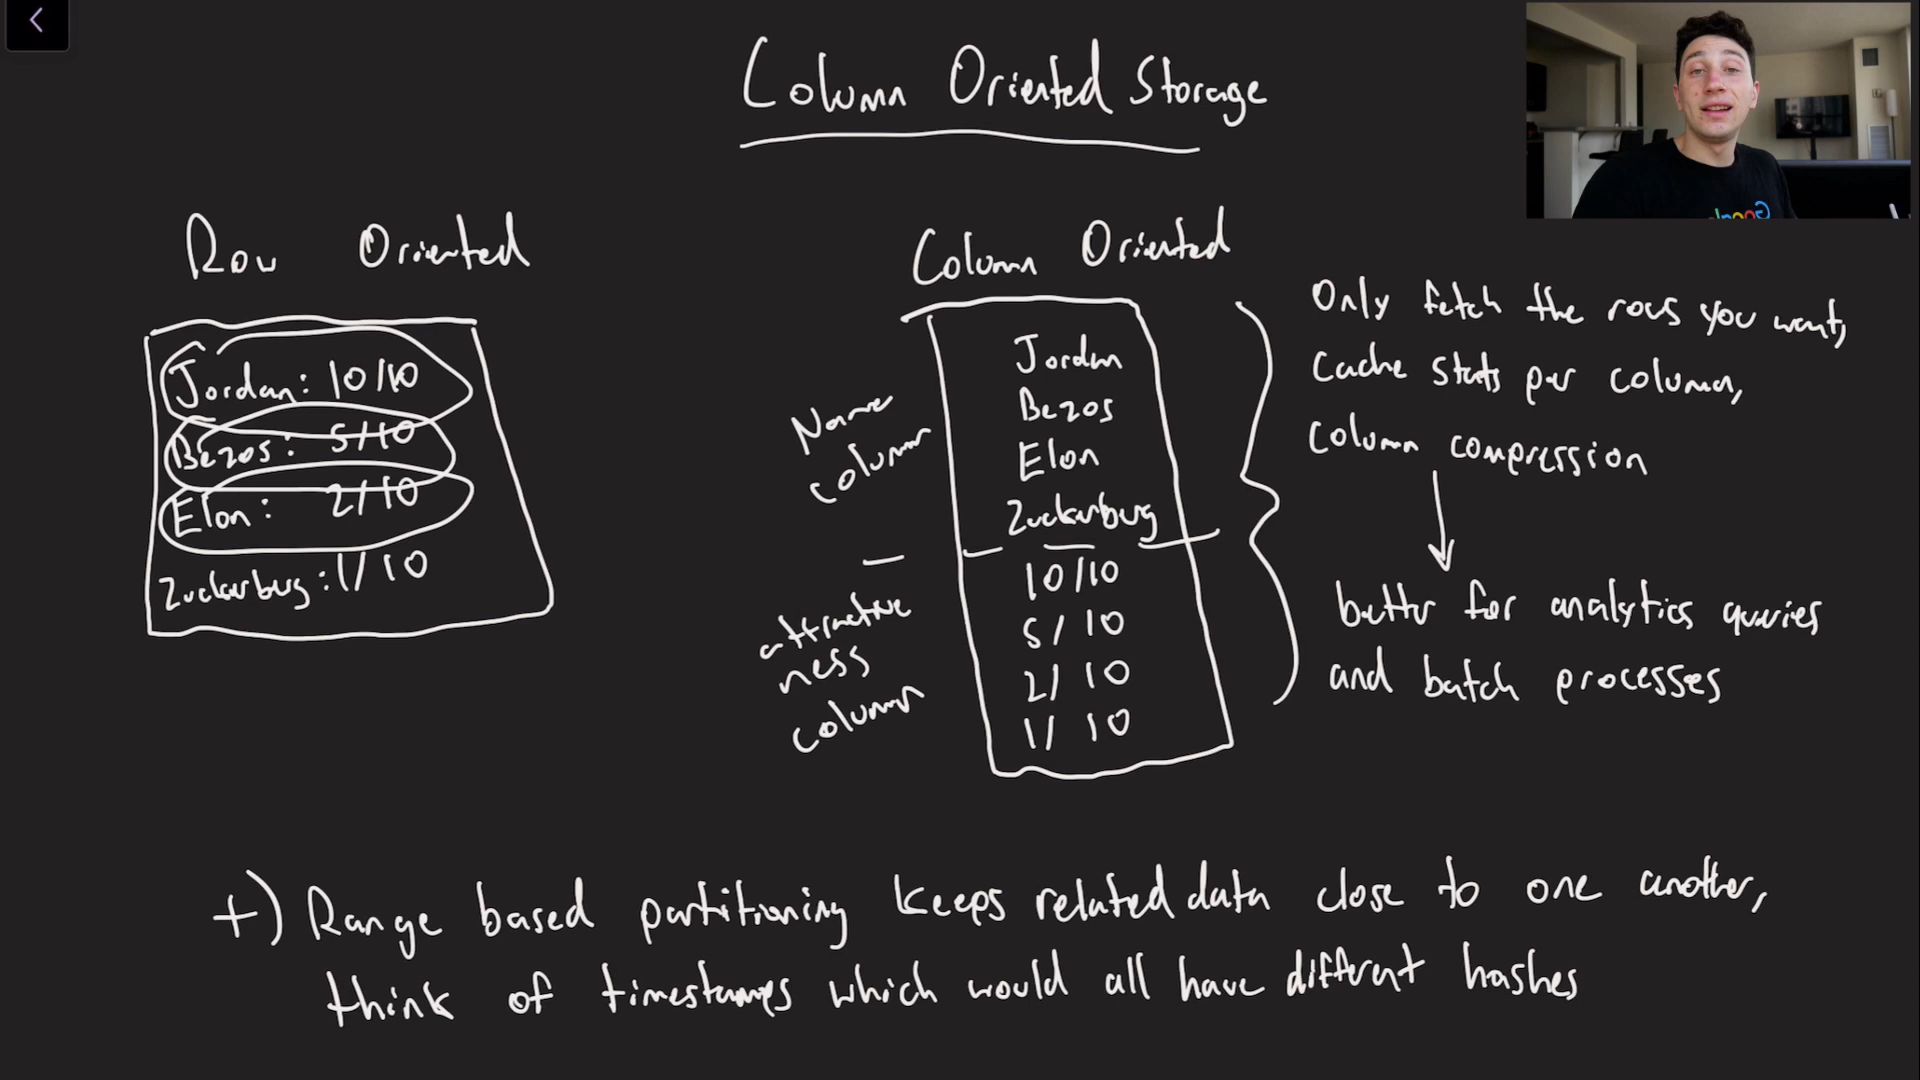 Column Oriented Storage
Row Oriented
Jordan: 10/10
Bezos: 5/10
Elon: 2/10
Zuckerburg: 1/10
Column Oriented
Name
column
Jordan
Bezos
Elon
Zuckerburg
attractive
ness
column
10/10
5/10
2/10
1/10
Only fetch the rows you want,
Cache stats per column,
column compression
better for analytics queries
and batch processes
+) Range based partitioning keeps related data close to one another,
think of timestamps which would all have different hashes
Google